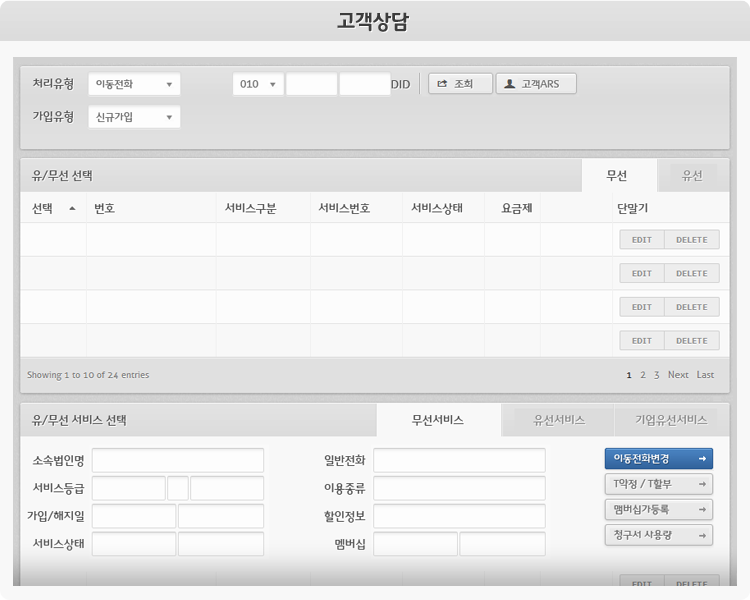 고객상담
처리유형 이동전화 010 DID 조회 고객ARS
가입유형 신규가입
유/무선 선택 무선 유선
선택 번호 서비스구분 서비스번호 서비스상태 요금제 단말기
EDIT DELETE
EDIT DELETE
EDIT DELETE
EDIT DELETE
Showing 1 to 10 of 24 entries 1 2 3 Next Last
유/무선 서비스 선택 무선서비스 유선서비스 기업유선서비스
소속법인명 일반전화 이동전화변경
서비스등급 이용종류 T약정 / T할부
가입/해지일 할인정보 멤버십가등록
서비스상태 멤버십 청구서 사용량
EDIT DELETE